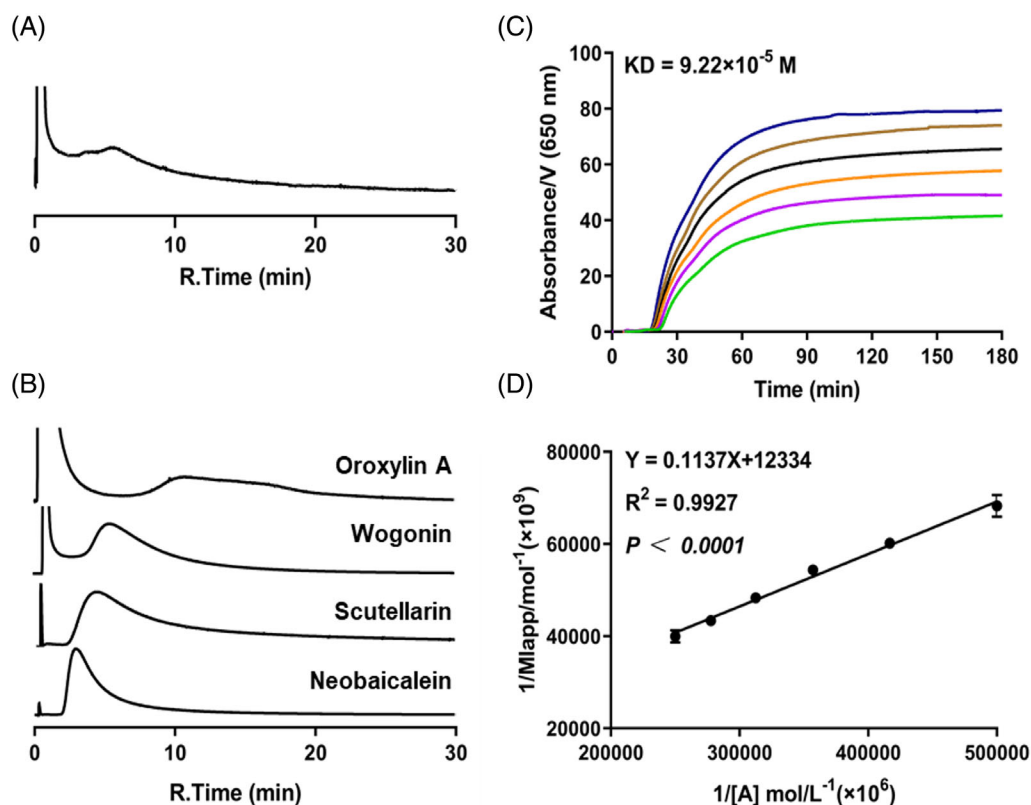 (A)
0
10
20
30
R.Time (min)
(B)
Oroxylin A
Wogonin
Scutellarin
Neobaicalein
0
10
20
30
R.Time (min)
(C)
KD = 9.22×10⁻⁵ M
Absorbance/V (650 nm)
100
80
60
40
20
0
0
30
60
90
120
150
180
Time (min)
(D)
Y = 0.1137X+12334
R² = 0.9927
P < 0.0001
1/MIapp/mol⁻¹(×10⁹)
80000
60000
40000
20000
200000
300000
400000
500000
1/[A] mol/L⁻¹(×10⁶)